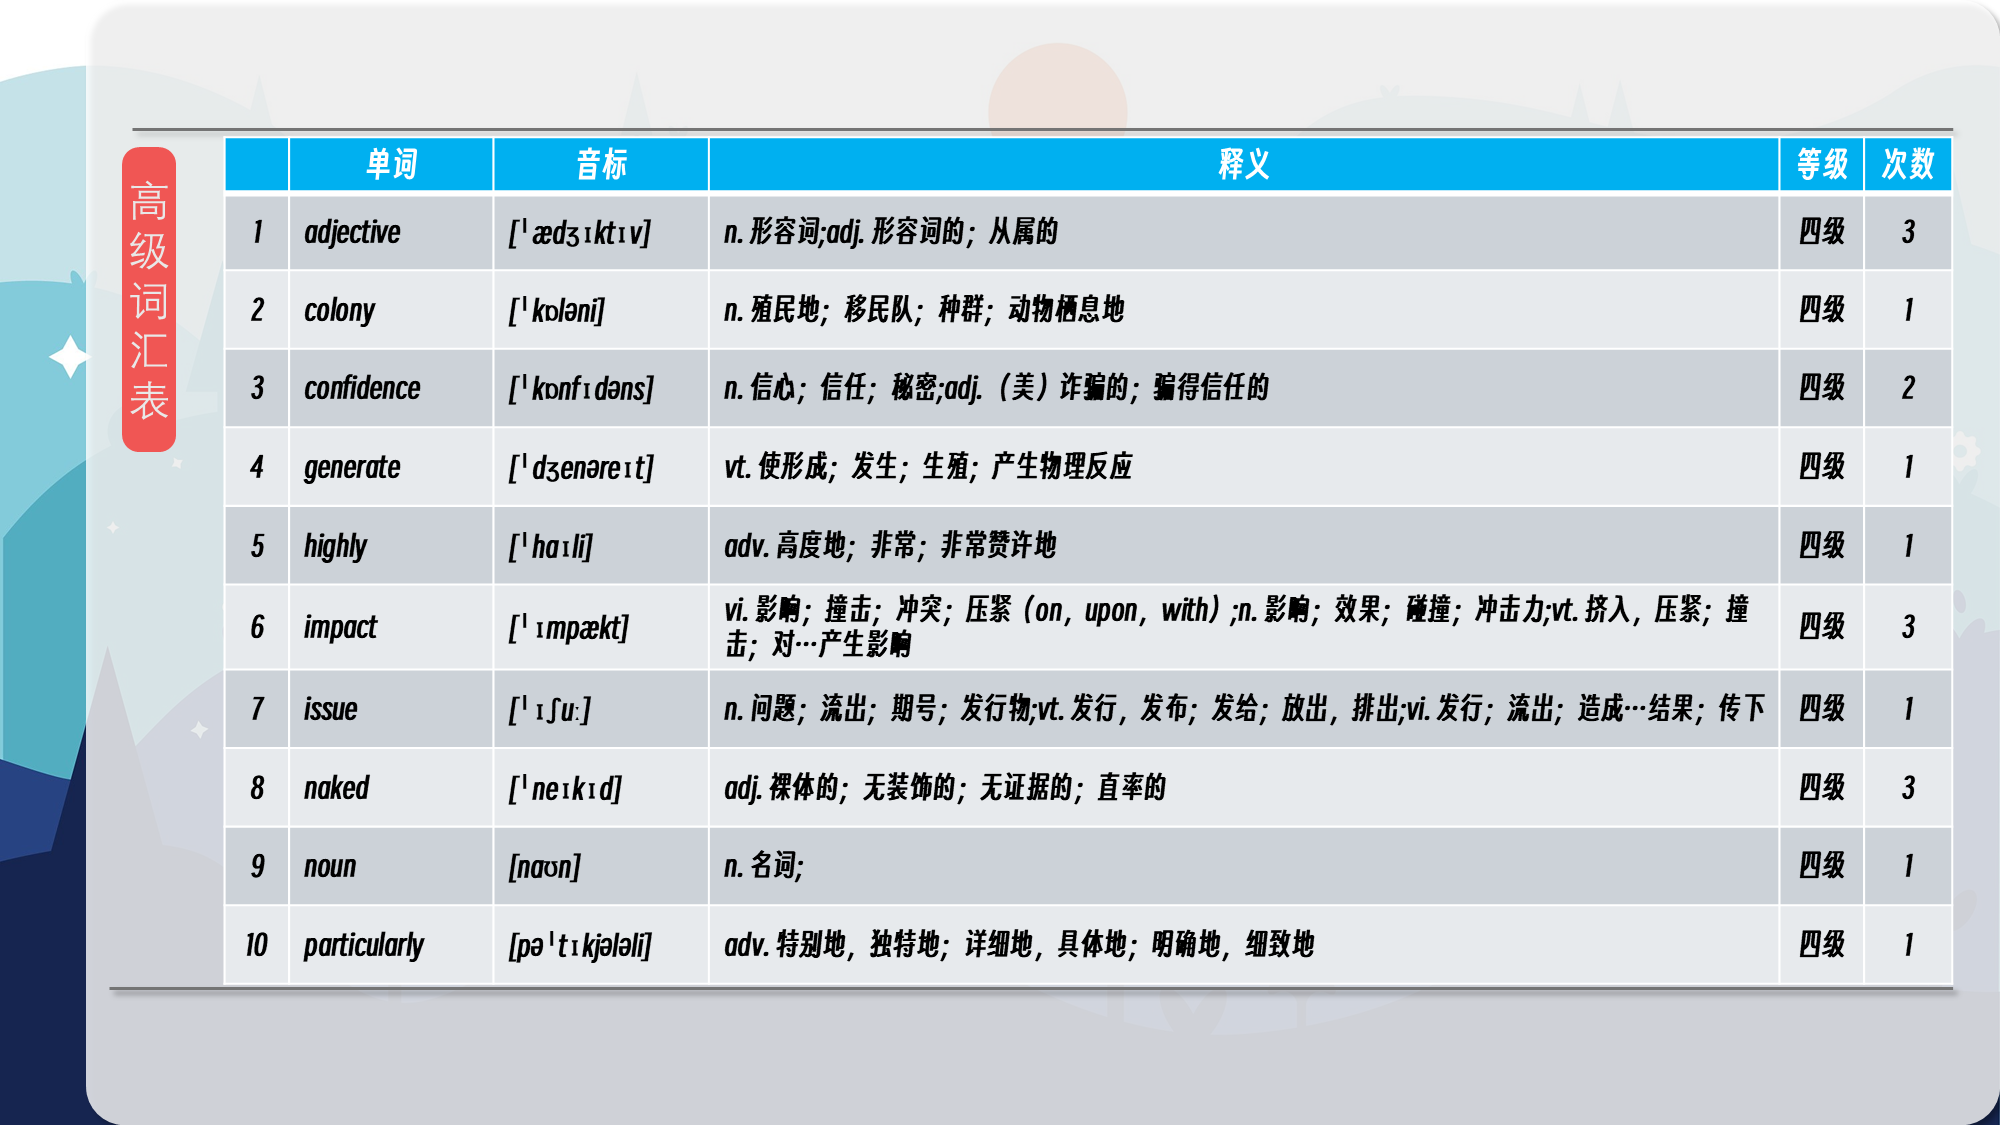 高级词汇表
单词 音标 释义 等级 次数
1 adjective [ˈædʒɪktɪv] n. 形容词;adj. 形容词的；从属的 四级 3
2 colony [ˈkɒləni] n. 殖民地；移民队；种群；动物栖息地 四级 1
3 confidence [ˈkɒnfɪdəns] n. 信心；信任；秘密;adj.（美）诈骗的；骗得信任的 四级 2
4 generate [ˈdʒenəreɪt] vt. 使形成；发生；生殖；产生物理反应 四级 1
5 highly [ˈhaɪli] adv. 高度地；非常；非常赞许地 四级 1
6 impact [ˈɪmpækt] vi. 影响；撞击；冲突；压紧（on，upon，with）;n. 影响；效果；碰撞；冲击力;vt. 挤入，压紧；撞
击；对…产生影响 四级 3
7 issue [ˈɪʃuː] n. 问题；流出；期号；发行物;vt. 发行，发布；发给；放出，排出;vi. 发行；流出；造成…结果；传下 四级 1
8 naked [ˈneɪkɪd] adj. 裸体的；无装饰的；无证据的；直率的 四级 3
9 noun [naʊn] n. 名词; 四级 1
10 particularly [pəˈtɪkjələli] adv. 特别地，独特地；详细地，具体地；明确地，细致地 四级 1